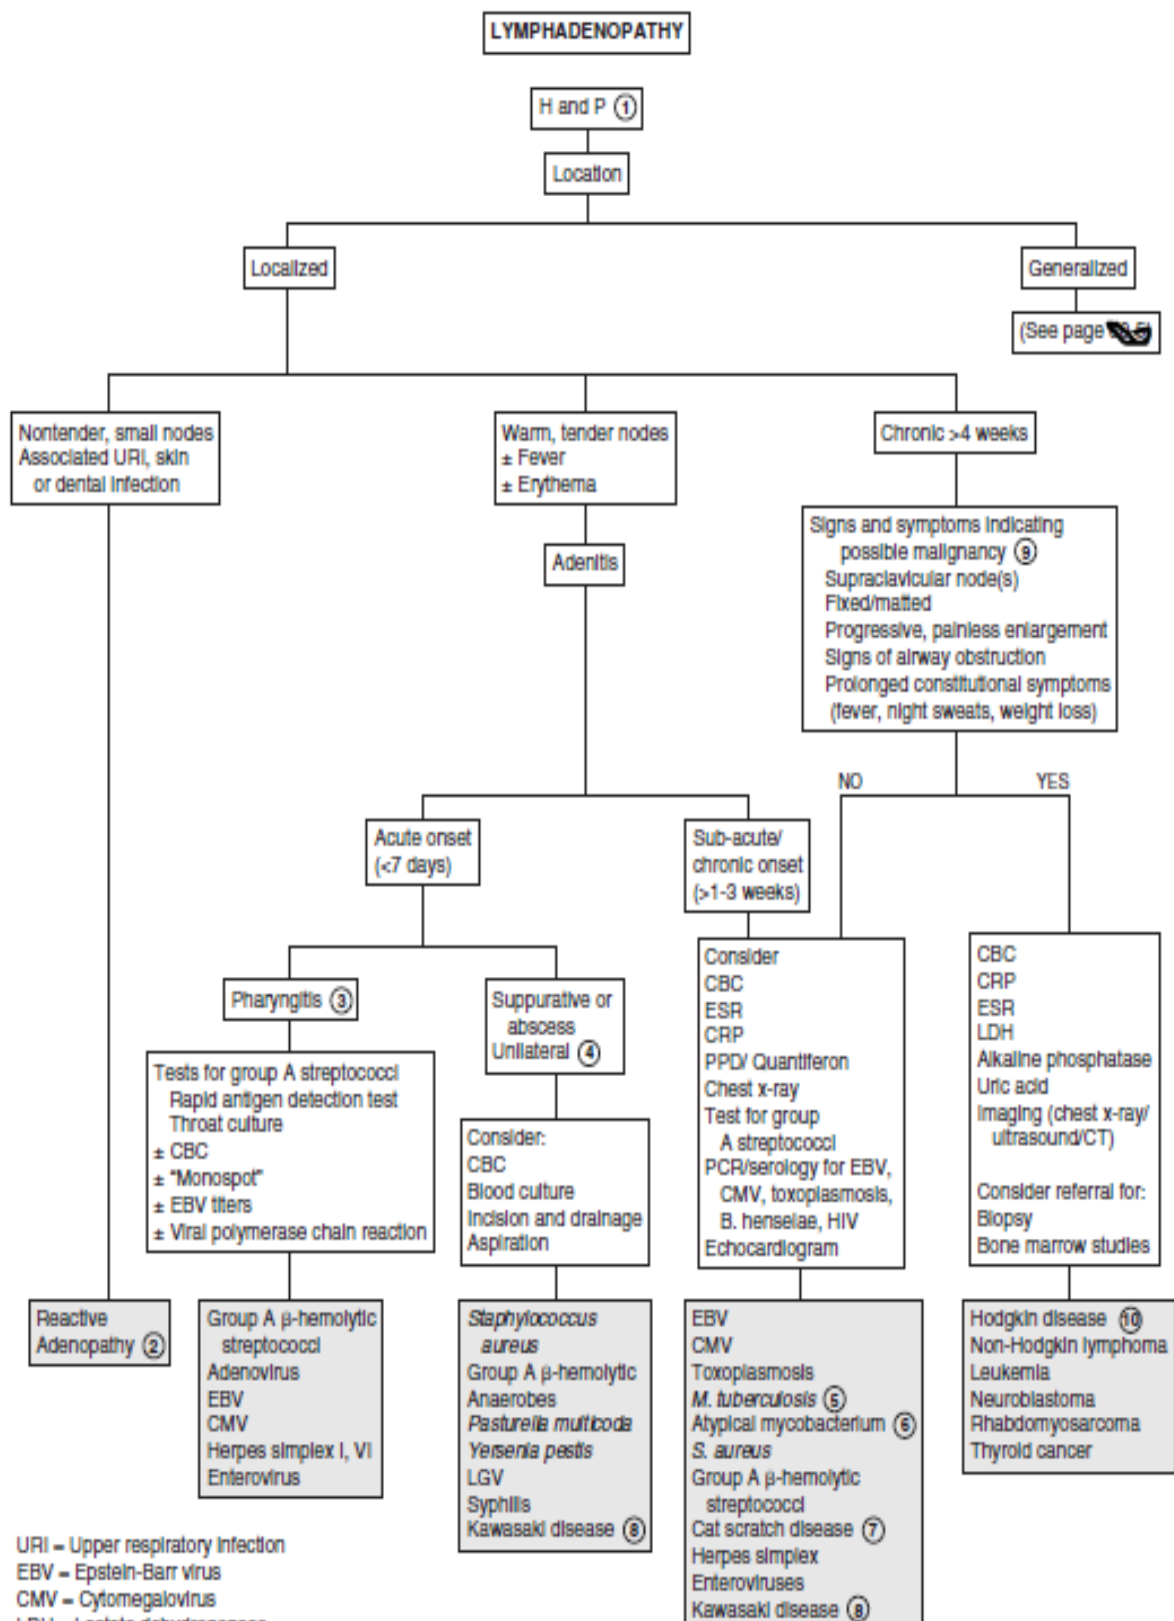 LYMPHADENOPATHY
H and P ①
Location
Localized
Generalized
(See page
Nontender, small nodes
Associated URI, skin
or dental infection
Warm, tender nodes
± Fever
± Erythema
Chronic >4 weeks
Adenitis
Signs and symptoms indicating
possible malignancy ⑨
Supraclavicular node(s)
Fixed/matted
Progressive, painless enlargement
Signs of airway obstruction
Prolonged constitutional symptoms
(fever, night sweats, weight loss)
NO
YES
Acute onset
(<7 days)
Sub-acute/
chronic onset
(>1-3 weeks)
Pharyngitis ③
Suppurative or
abscess
Unilateral ④
Tests for group A streptococci
Rapid antigen detection test
Throat culture
± CBC
± "Monospot"
± EBV titers
± Viral polymerase chain reaction
Consider:
CBC
Blood culture
Incision and drainage
Aspiration
Consider
CBC
ESR
CRP
PPD/ Quantiferon
Chest x-ray
Test for group
A streptococci
PCR/serology for EBV,
CMV, toxoplasmosis,
B. henselae, HIV
Echocardiogram
CBC
CRP
ESR
LDH
Alkaline phosphatase
Uric acid
Imaging (chest x-ray/
ultrasound/CT)
Consider referral for:
Biopsy
Bone marrow studies
Reactive
Adenopathy ②
Group A β-hemolytic
streptococci
Adenovirus
EBV
CMV
Herpes simplex I, VI
Enterovirus
Staphylococcus
aureus
Group A β-hemolytic
Anaerobes
Pasturella multicoda
Yersenia pestis
LGV
Syphilis
Kawasaki disease ⑧
EBV
CMV
Toxoplasmosis
M. tuberculosis ⑤
Atypical mycobacterium ⑥
S. aureus
Group A β-hemolytic
streptococci
Cat scratch disease ⑦
Herpes simplex
Enteroviruses
Kawasaki disease ⑧
Hodgkin disease ⑩
Non-Hodgkin lymphoma
Leukemia
Neuroblastoma
Rhabdomyosarcoma
Thyroid cancer
URI = Upper respiratory infection
EBV = Epstein-Barr virus
CMV = Cytomegalovirus